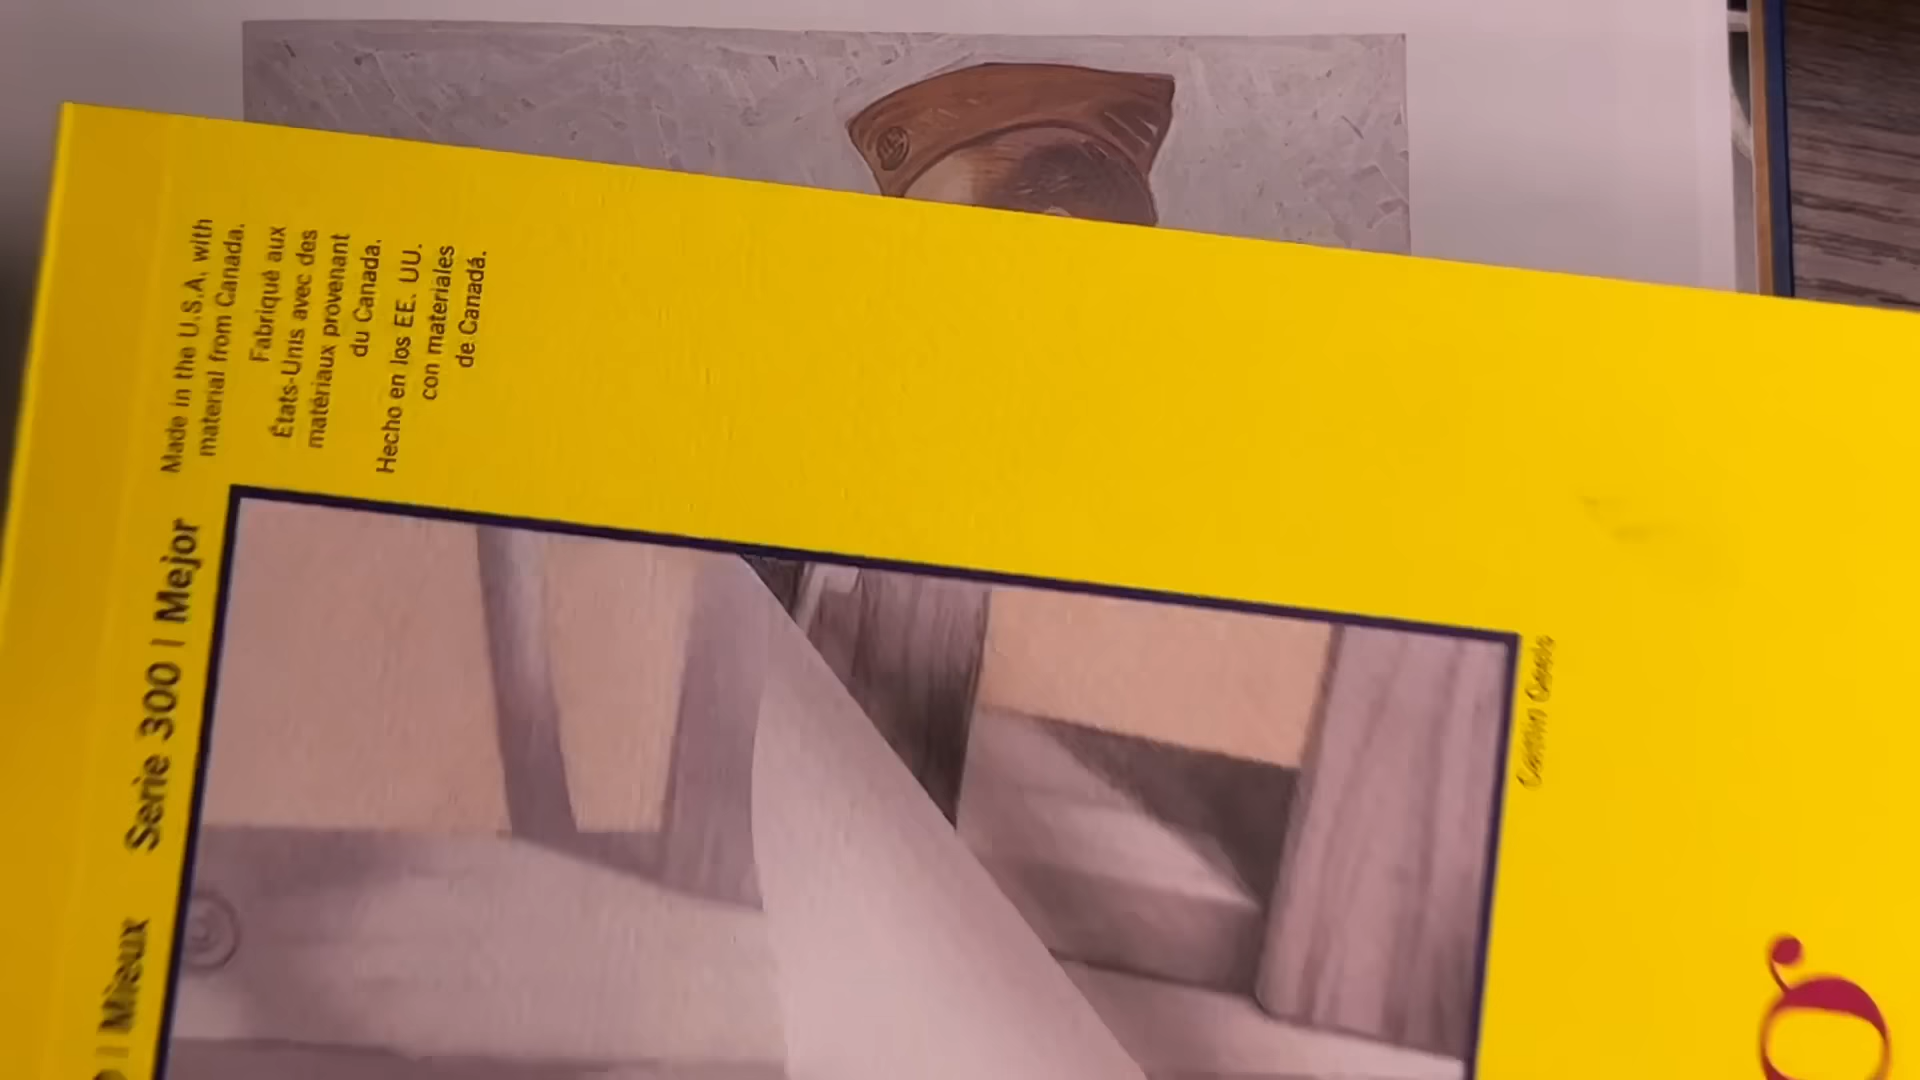 Made in the U.S.A. with
material from Canada.
Fabriqué aux
États-Unis avec des
matériaux provenant
du Canada.
Hecho en los EE. UU.
con materiales
de Canadá.
| Mieux Serie 300 | Mejor
g